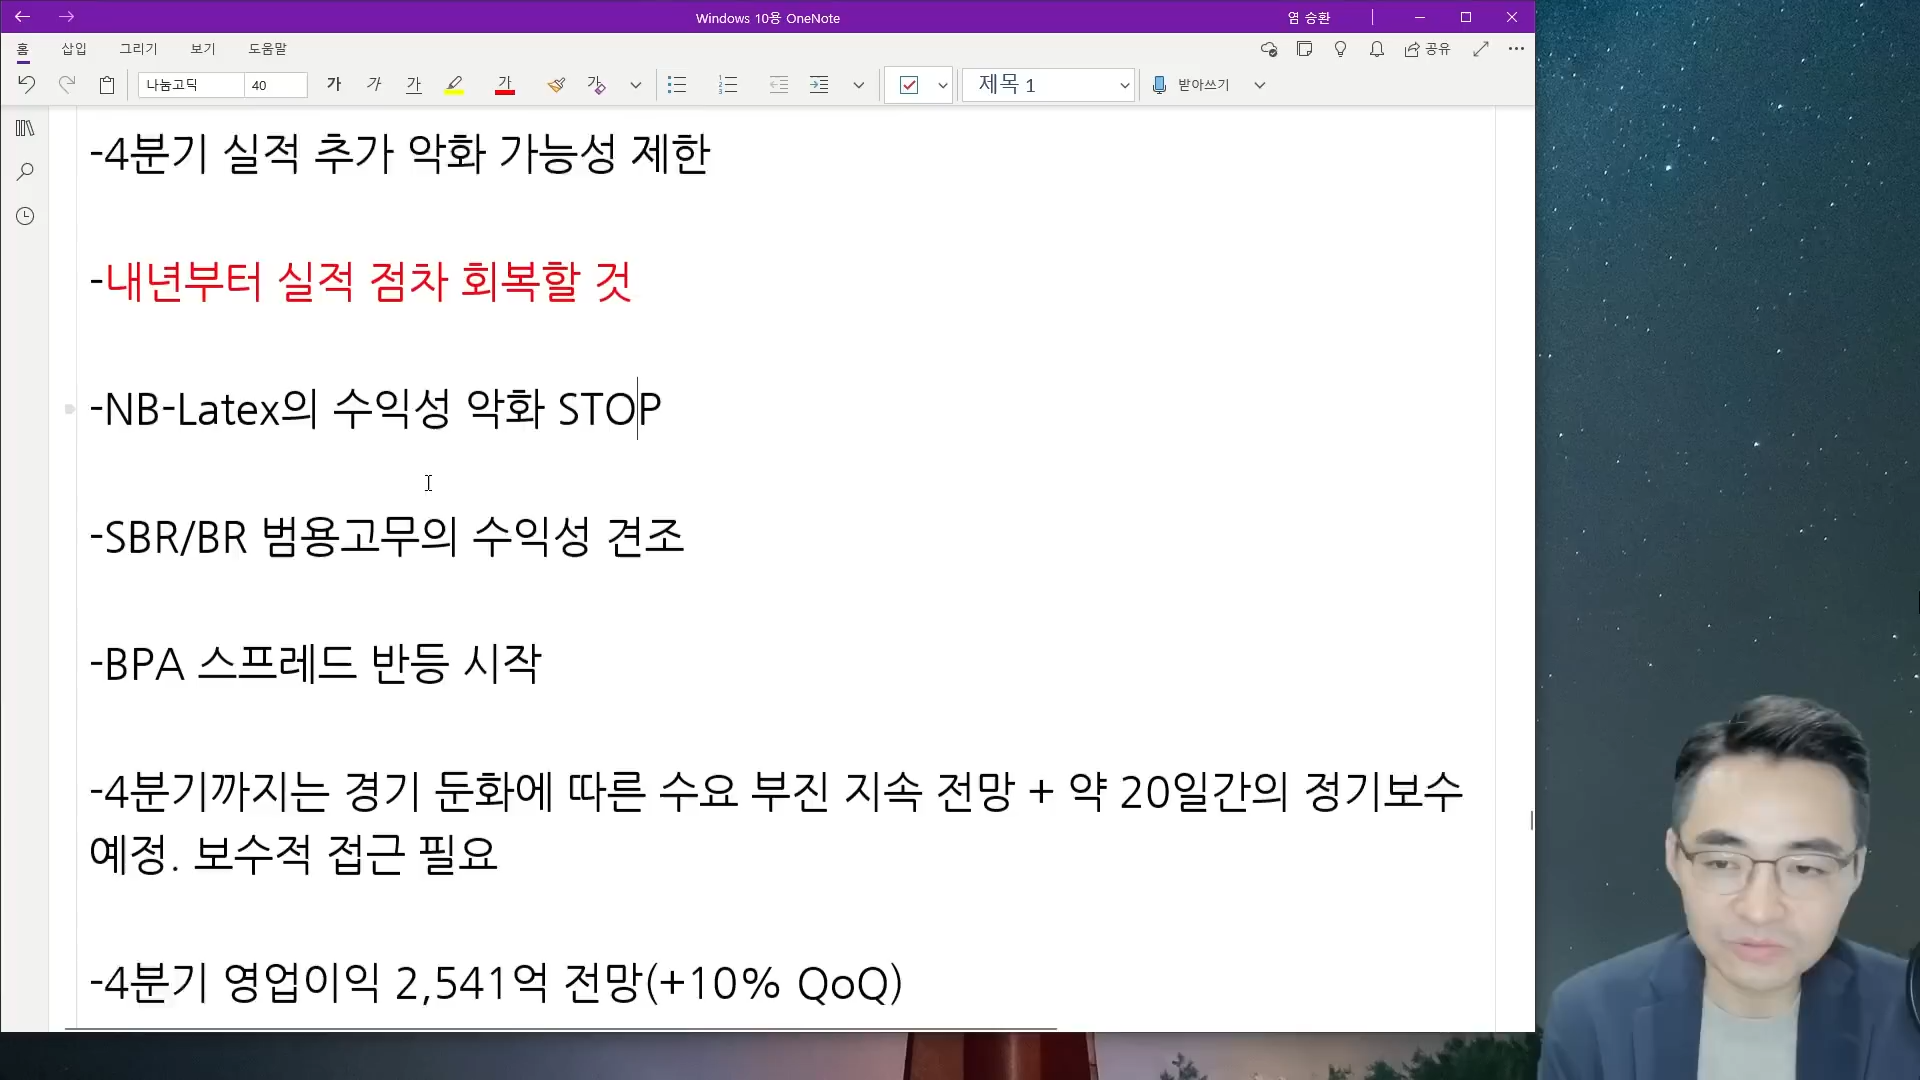 Windows 10용 OneNote
염 승환
홈 삽입 그리기 보기 도움말
공유
나눔고딕 40 가 가 가 가 가 제목 1 받아쓰기
-4분기 실적 추가 악화 가능성 제한
-내년부터 실적 점차 회복할 것
-NB-Latex의 수익성 악화 STOP
-SBR/BR 범용고무의 수익성 견조
-BPA 스프레드 반등 시작
-4분기까지는 경기 둔화에 따른 수요 부진 지속 전망 + 약 20일간의 정기보수
예정. 보수적 접근 필요
-4분기 영업이익 2,541억 전망(+10% QoQ)